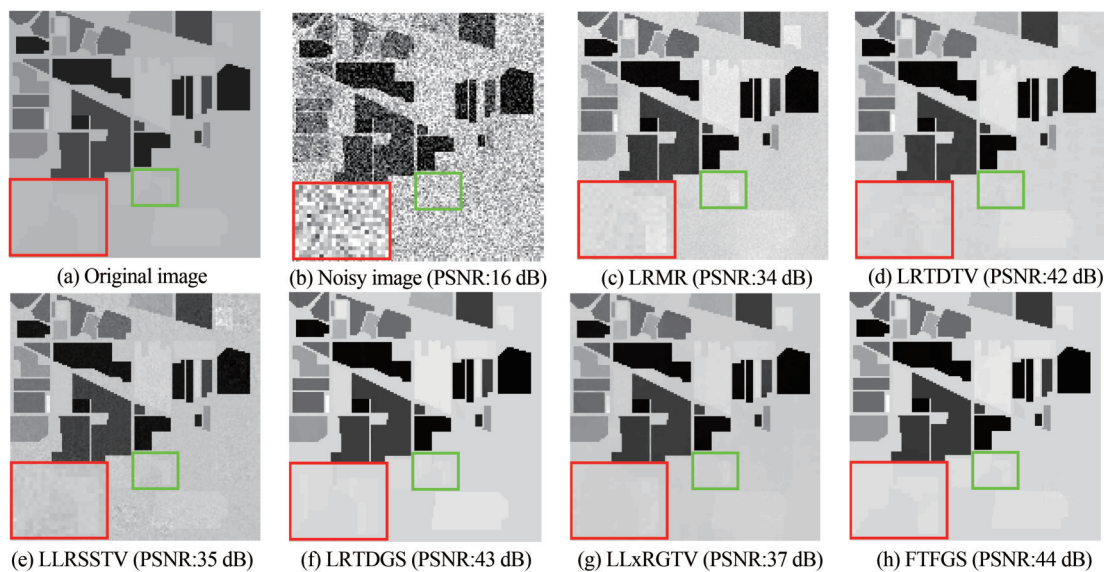 (a) Original image
(b) Noisy image (PSNR:16 dB)
(c) LRMR (PSNR:34 dB)
(d) LRTDTV (PSNR:42 dB)
(e) LLRSSTV (PSNR:35 dB)
(f) LRTDGS (PSNR:43 dB)
(g) LLxRGTV (PSNR:37 dB)
(h) FTFGS (PSNR:44 dB)